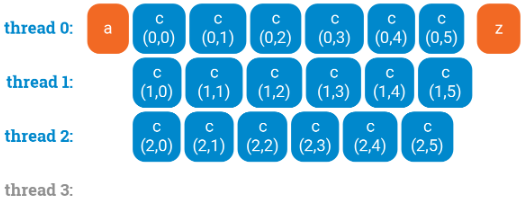 thread 0: a c (0,0) c (0,1) c (0,2) c (0,3) c (0,4) c (0,5) z
thread 1: c (1,0) c (1,1) c (1,2) c (1,3) c (1,4) c (1,5)
thread 2: c (2,0) c (2,1) c (2,2) c (2,3) c (2,4) c (2,5)
thread 3: